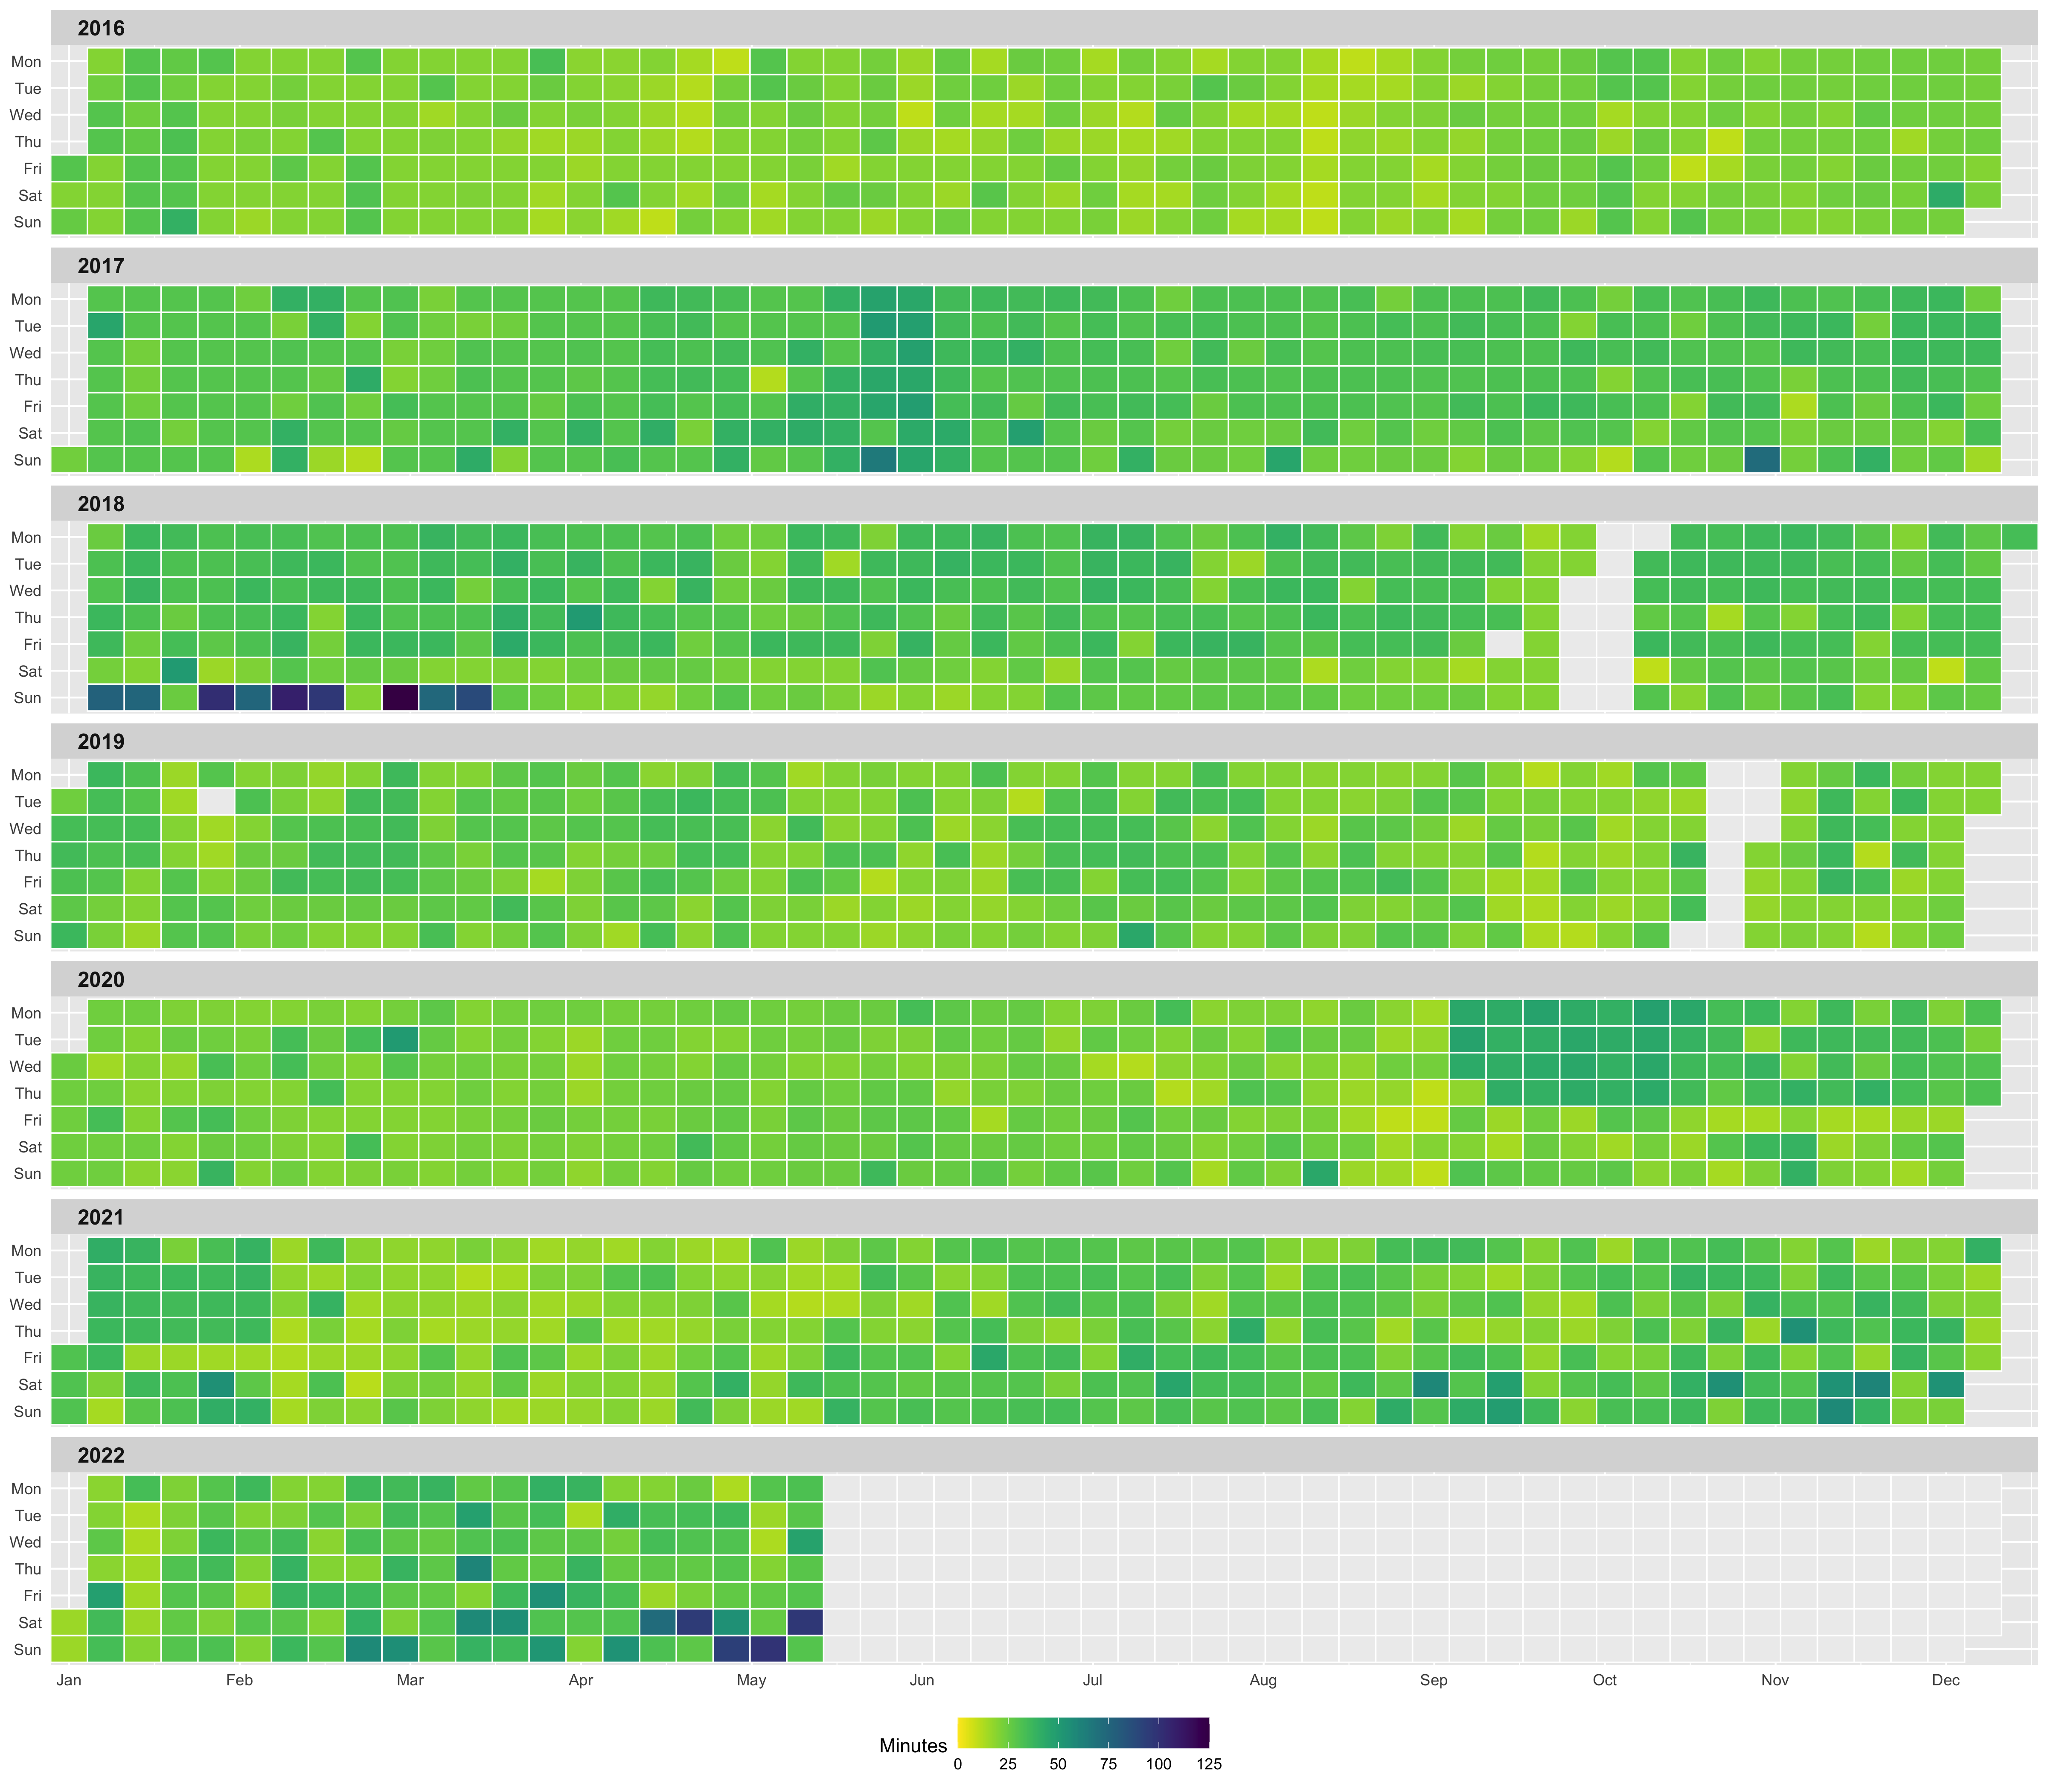 2016
Mon
Tue
Wed
Thu
Fri
Sat
Sun
2017
Mon
Tue
Wed
Thu
Fri
Sat
Sun
2018
Mon
Tue
Wed
Thu
Fri
Sat
Sun
2019
Mon
Tue
Wed
Thu
Fri
Sat
Sun
2020
Mon
Tue
Wed
Thu
Fri
Sat
Sun
2021
Mon
Tue
Wed
Thu
Fri
Sat
Sun
2022
Mon
Tue
Wed
Thu
Fri
Sat
Sun
Jan Feb Mar Apr May Jun Jul Aug Sep Oct Nov Dec
Minutes
0 25 50 75 100 125